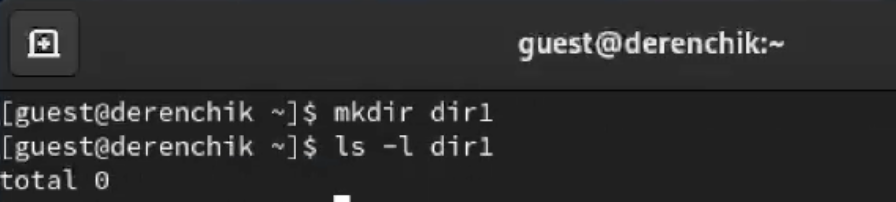 guest@derenchik:~
[guest@derenchik ~]$ mkdir dir1
[guest@derenchik ~]$ ls -l dir1
total 0